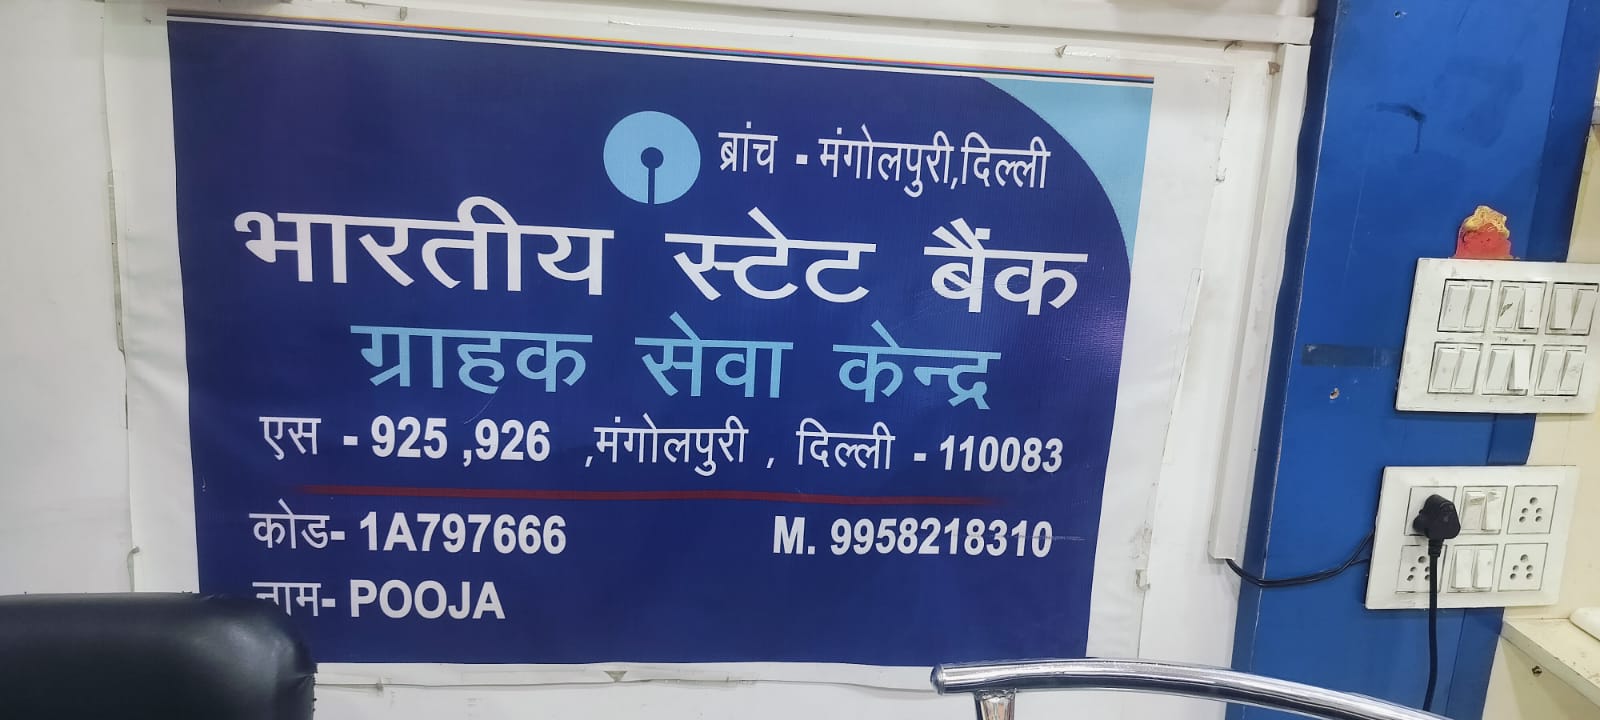 ब्रांच - मंगोलपुरी,दिल्ली
भारतीय स्टेट बैंक
ग्राहक सेवा केन्द्र
एस - 925 ,926 ,मंगोलपुरी , दिल्ली - 110083
कोड- 1A797666 M. 9958218310
नाम- POOJA